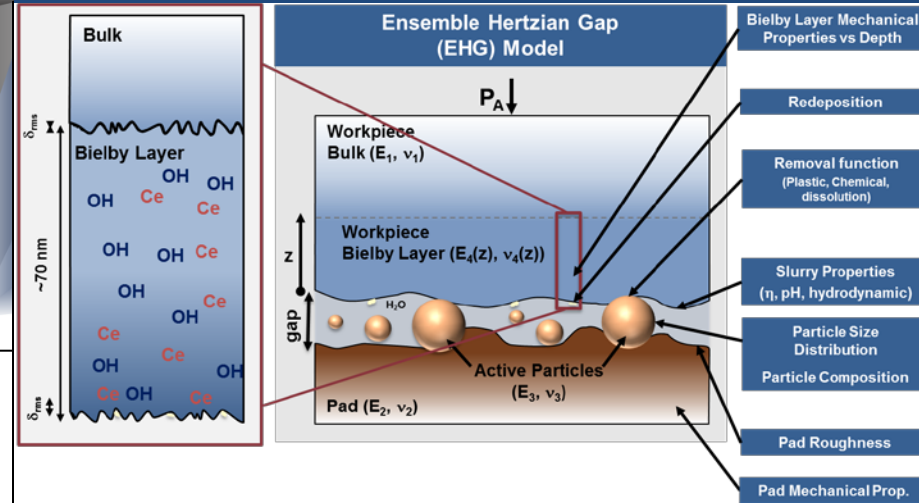 Bulk
δrms
Bielby Layer
OH
OH
OH
Ce
Ce
OH
OH
Ce
OH
OH
Ce
Ce
OH
OH
Ce
OH
Ce
~70 nm
δrms
Ensemble Hertzian Gap
(EHG) Model
PA
Workpiece
Bulk (E1, ν1)
Workpiece
Bielby Layer (E4(z), ν4(z))
z
H2O
gap
Active Particles
(E3, ν3)
Pad (E2, ν2)
Bielby Layer Mechanical
Properties vs Depth
Redeposition
Removal function
(Plastic, Chemical,
dissolution)
Slurry Properties
(η, pH, hydrodynamic)
Particle Size
Distribution
Particle Composition
Pad Roughness
Pad Mechanical Prop.